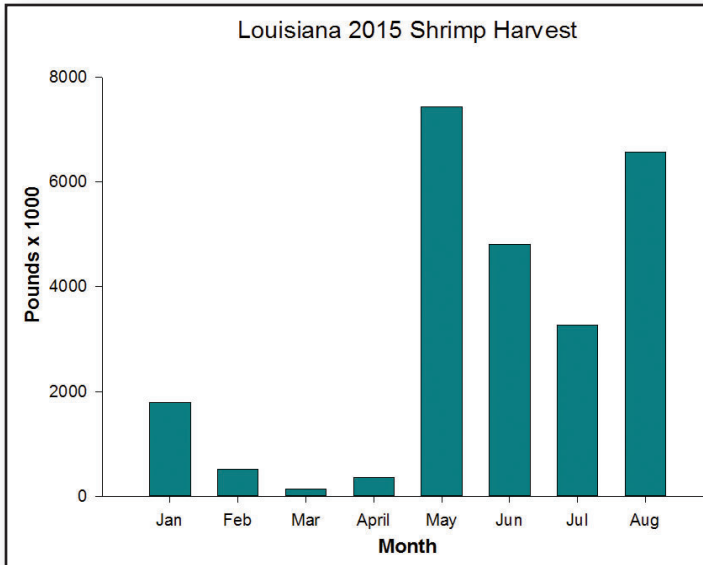 Louisiana 2015 Shrimp Harvest
Pounds x 1000
8000
6000
4000
2000
0
Jan Feb Mar April May Jun Jul Aug
Month